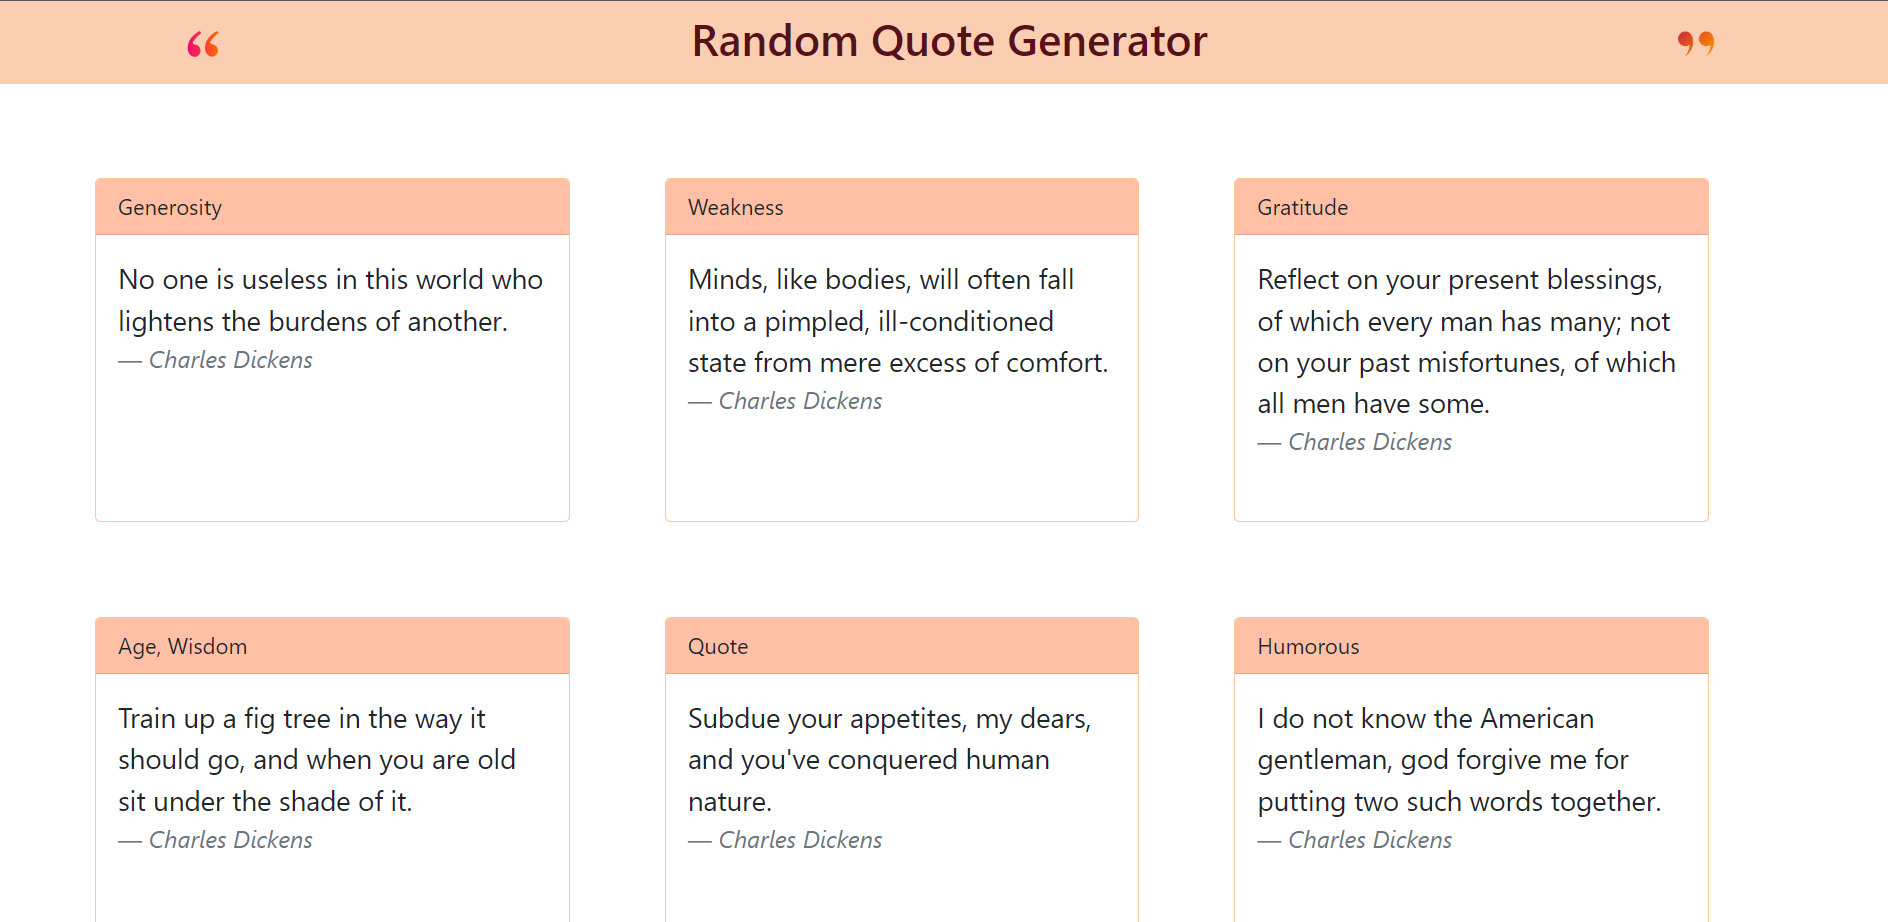 “ Random Quote Generator ”
Generosity
No one is useless in this world who
lightens the burdens of another.
— Charles Dickens
Weakness
Minds, like bodies, will often fall
into a pimpled, ill-conditioned
state from mere excess of comfort.
— Charles Dickens
Gratitude
Reflect on your present blessings,
of which every man has many; not
on your past misfortunes, of which
all men have some.
— Charles Dickens
Age, Wisdom
Train up a fig tree in the way it
should go, and when you are old
sit under the shade of it.
— Charles Dickens
Quote
Subdue your appetites, my dears,
and you've conquered human
nature.
— Charles Dickens
Humorous
I do not know the American
gentleman, god forgive me for
putting two such words together.
— Charles Dickens